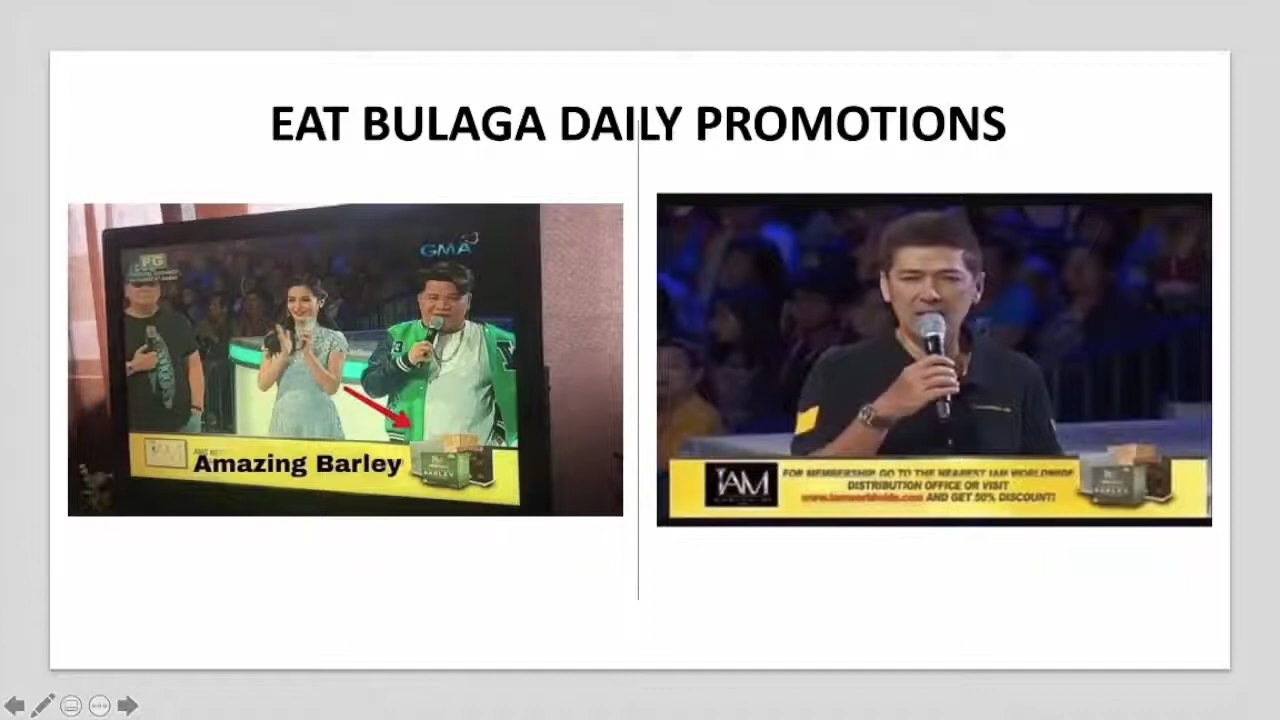 EAT BULAGA DAILY PROMOTIONS
GMA
PG
Amazing Barley
BARLEY
IAM
FOR MEMBERSHIP GO TO THE NEAREST IAM WORLDWIDE
DISTRIBUTION OFFICE OR VISIT
www.iamworldwide.com AND GET 50% DISCOUNT!
BARLEY